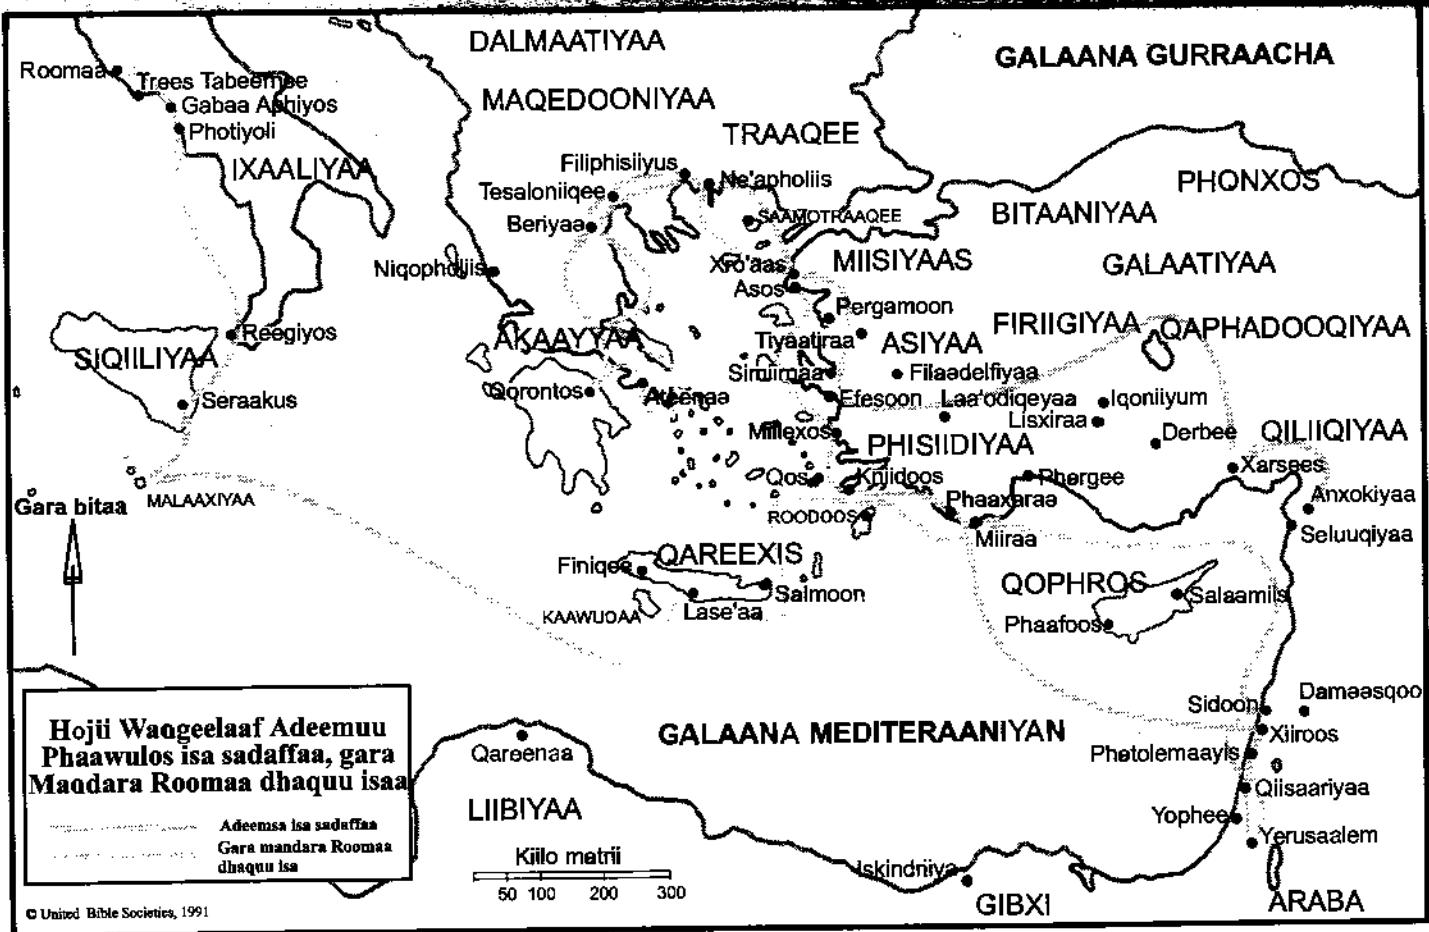 DALMAATIYAA
GALAANA GURRAACHA
Roomaa
Trees Tabeernee
Gabaa Aphiyos
MAQEDOONIYAA
Photiyoli
TRAAQEE
IXAALIYAA
Filiphisiiyus
Ne'apholiis
PHONXOS
Tesaloniiqee
SAAMOTRAAQEE
BITAANIYAA
Beriyaa
Niqopholiis
Xro'aas
MIISIYAAS
GALAATIYAA
Asos
Pergamoon
Reegiyos
AKAAYYAA
Tiyaatiraa
ASIYAA
FIRIIGIYAA
QAPHADOOQIYAA
SIQIILIYAA
Simiirnaa
Filaadelfiyaa
Seraakus
Qorontos
Ateenaa
Efesoon
Laa'odiqeyaa
Iqoniiyum
Lisxiraa
Miilexos
PHISIIDIYAA
Derbee
QILIIQIYAA
Xarsees
Qos
Kniidoos
Phergee
Anxokiyaa
MALAAXIYAA
Phaaxaraa
Gara bitaa
ROODOOS
Miiraa
Seluuqiyaa
Finiqee
QAREEXIS
QOPHROS
Salmoon
Salaamiis
KAAWUDAA
Lase'aa
Phaafoos
Sidoon
Damaasqoo
Hojii Wangeelaaf Adeemuu
Phaawulos isa sadaffaa, gara
Mandara Roomaa dhaquu isaa
Adeemsa isa sadaffaa
Gara mandara Roomaa
dhaquu isa
GALAANA MEDITERAANIYAN
Xiiroos
Qareenaa
Phetolemaayis
Qiisaariyaa
LIIBIYAA
Yophee
Yerusaalem
Kiilo matrii
50 100 200 300
Iskindriiya
GIBXI
ARABA
© United Bible Societies, 1991